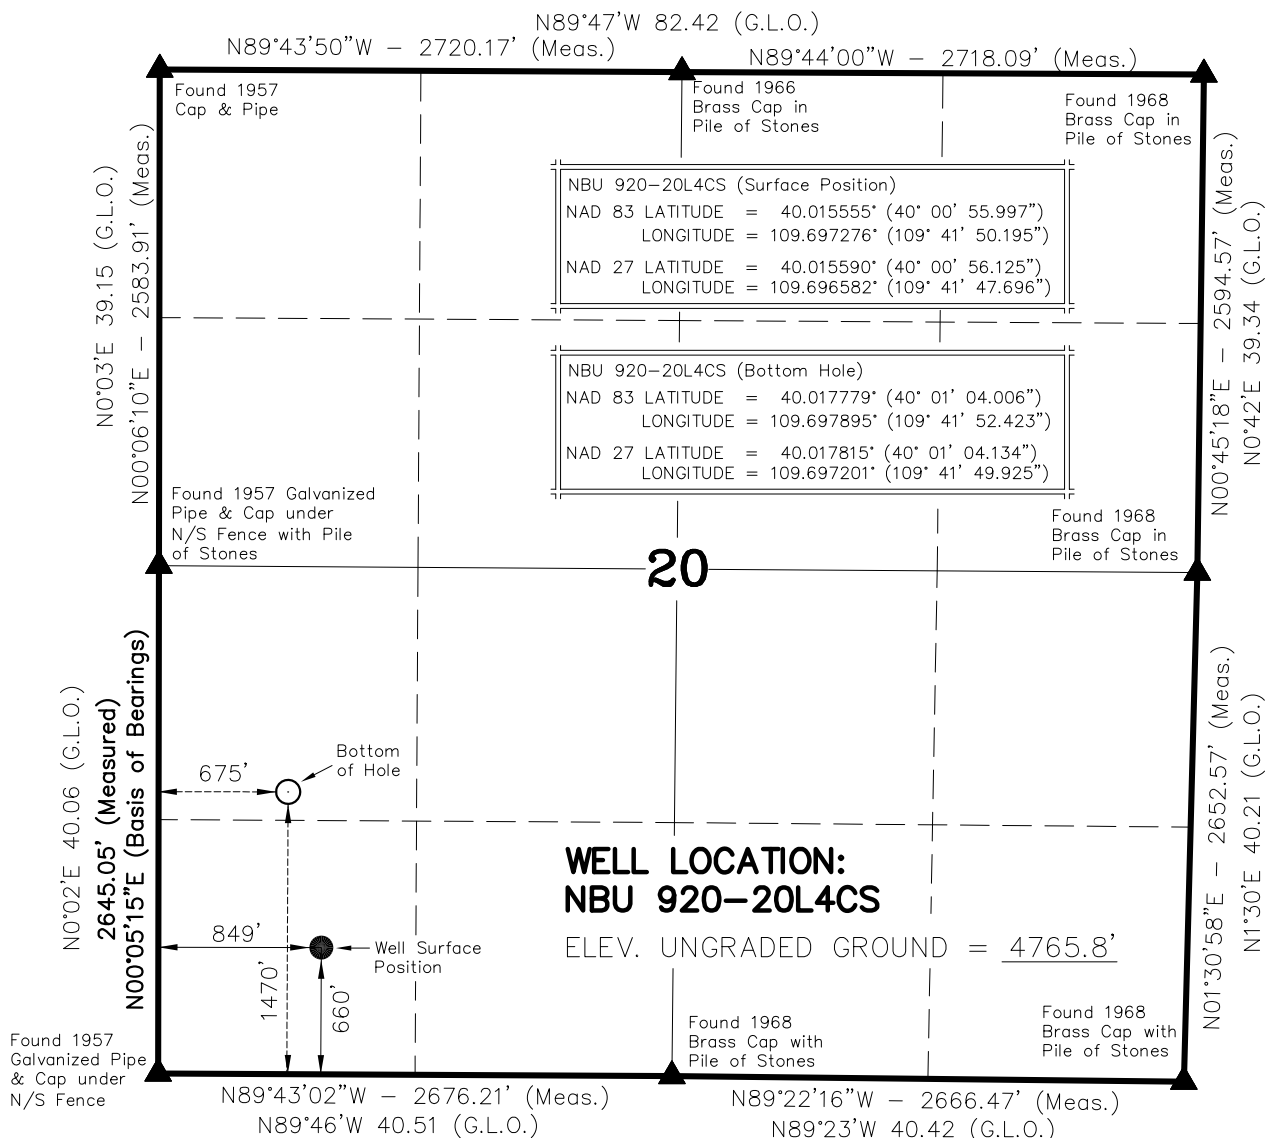 N89°47'W 82.42 (G.L.O.)
N89°43'50"W - 2720.17' (Meas.)
N89°44'00"W - 2718.09' (Meas.)
Found 1957
Cap & Pipe
Found 1966
Brass Cap in
Pile of Stones
Found 1968
Brass Cap in
Pile of Stones
N0°03'E 39.15 (G.L.O.)
N00°06'10"E - 2583.91' (Meas.)
NBU 920-20L4CS (Surface Position)
NAD 83 LATITUDE = 40.015555° (40° 00' 55.997")
LONGITUDE = 109.697276° (109° 41' 50.195")
NAD 27 LATITUDE = 40.015590° (40° 00' 56.125")
LONGITUDE = 109.696582° (109° 41' 47.696")
NBU 920-20L4CS (Bottom Hole)
NAD 83 LATITUDE = 40.017779° (40° 01' 04.006")
LONGITUDE = 109.697895° (109° 41' 52.423")
NAD 27 LATITUDE = 40.017815° (40° 01' 04.134")
LONGITUDE = 109.697201° (109° 41' 49.925")
N00°45'18"E - 2594.57' (Meas.)
N0°42'E 39.34 (G.L.O.)
Found 1957 Galvanized
Pipe & Cap under
N/S Fence with Pile
of Stones
Found 1968
Brass Cap in
Pile of Stones
20
N0°02'E 40.06 (G.L.O.)
2645.05' (Measured)
N00°05'15"E (Basis of Bearings)
675'
Bottom
of Hole
849'
Well Surface
Position
1470'
660'
WELL LOCATION:
NBU 920-20L4CS
ELEV. UNGRADED GROUND = 4765.8'
N01°30'58"E - 2652.57' (Meas.)
N1°30'E 40.21 (G.L.O.)
Found 1957
Galvanized Pipe
& Cap under
N/S Fence
Found 1968
Brass Cap with
Pile of Stones
Found 1968
Brass Cap with
Pile of Stones
N89°43'02"W - 2676.21' (Meas.)
N89°46'W 40.51 (G.L.O.)
N89°22'16"W - 2666.47' (Meas.)
N89°23'W 40.42 (G.L.O.)